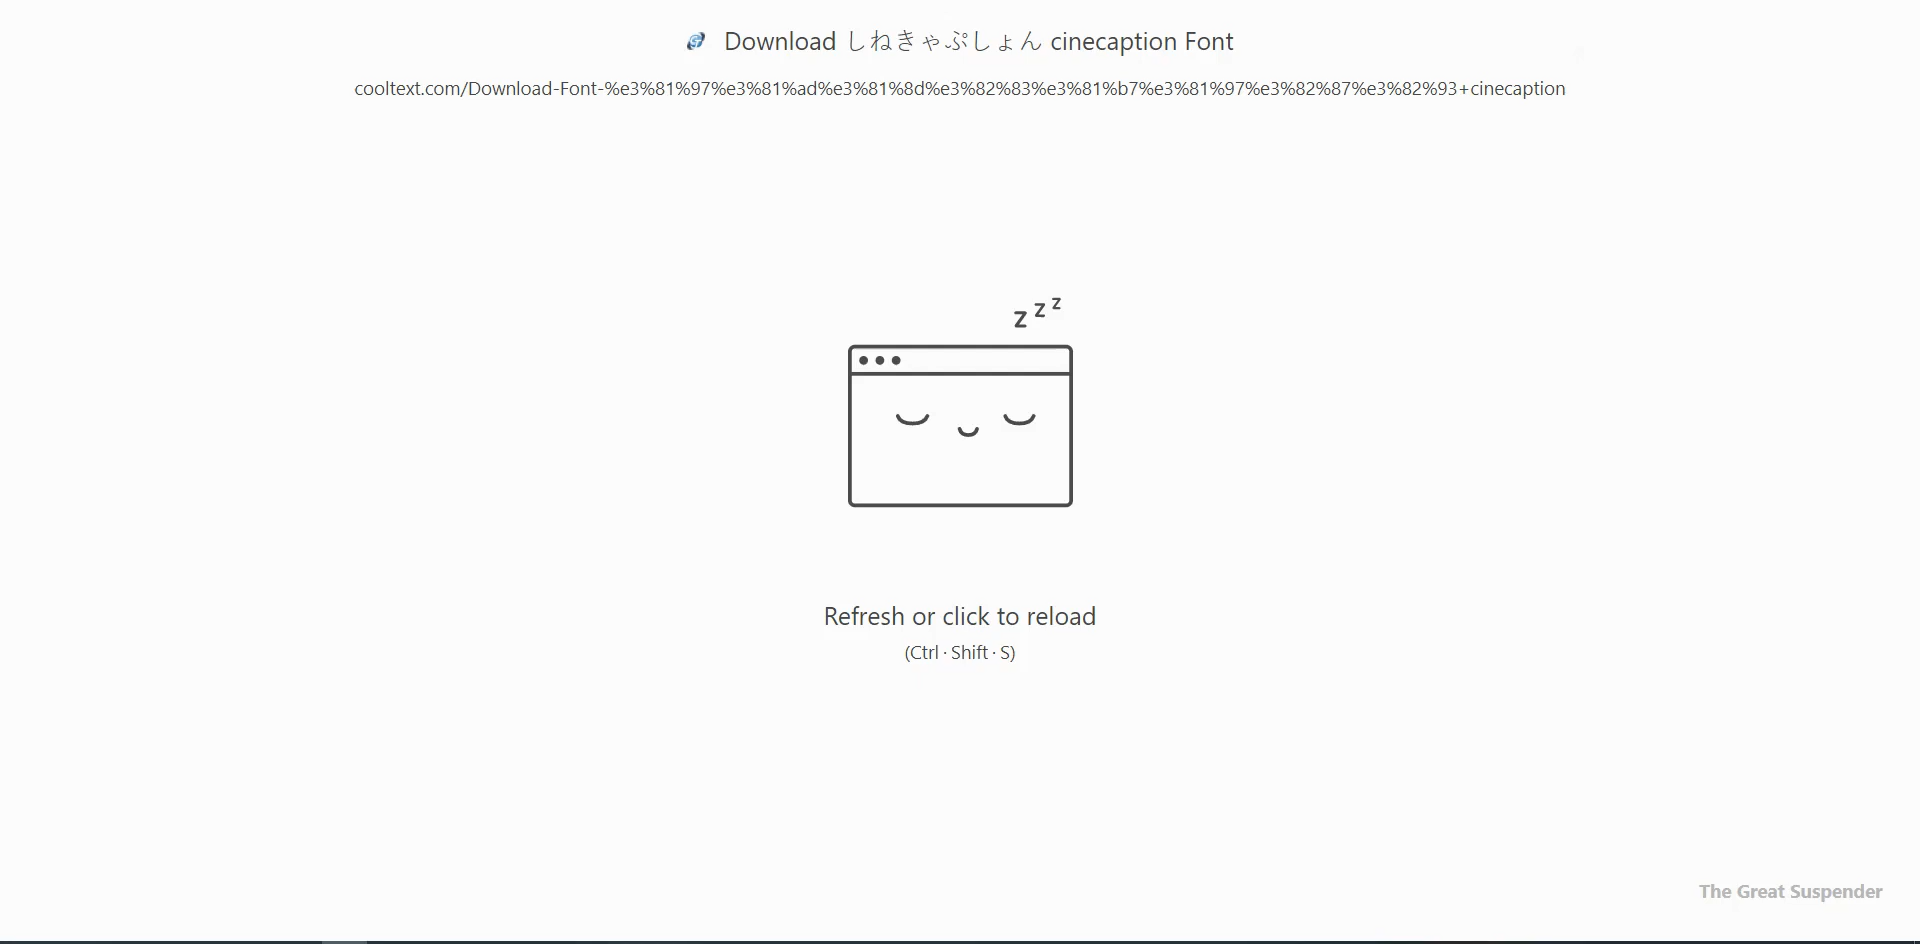 Download しねきゃぷしょん cinecaption Font
cooltext.com/Download-Font-%e3%81%97%e3%81%ad%e3%81%8d%e3%82%83%e3%81%b7%e3%81%97%e3%82%87%e3%82%93+cinecaption
z z z
Refresh or click to reload
(Ctrl · Shift · S)
The Great Suspender